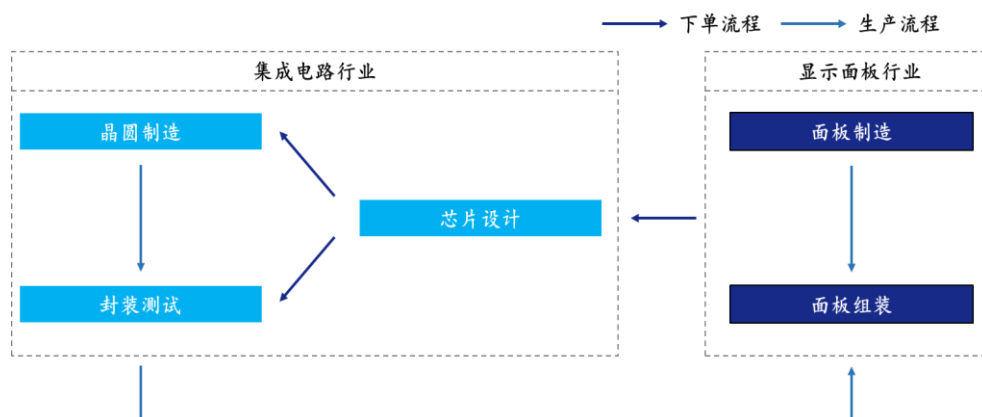 下单流程
生产流程
集成电路行业
显示面板行业
晶圆制造
面板制造
芯片设计
封装测试
面板组装